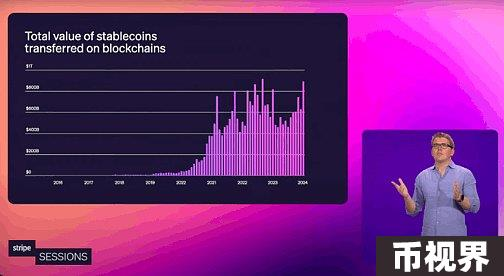 Total value of stablecoins
transferred on blockchains
$1T
$800B
$600B
$400B
$200B
$0
2016
2017
2018
2019
2020
2021
2022
2023
2024
stripe
SESSIONS
币视界